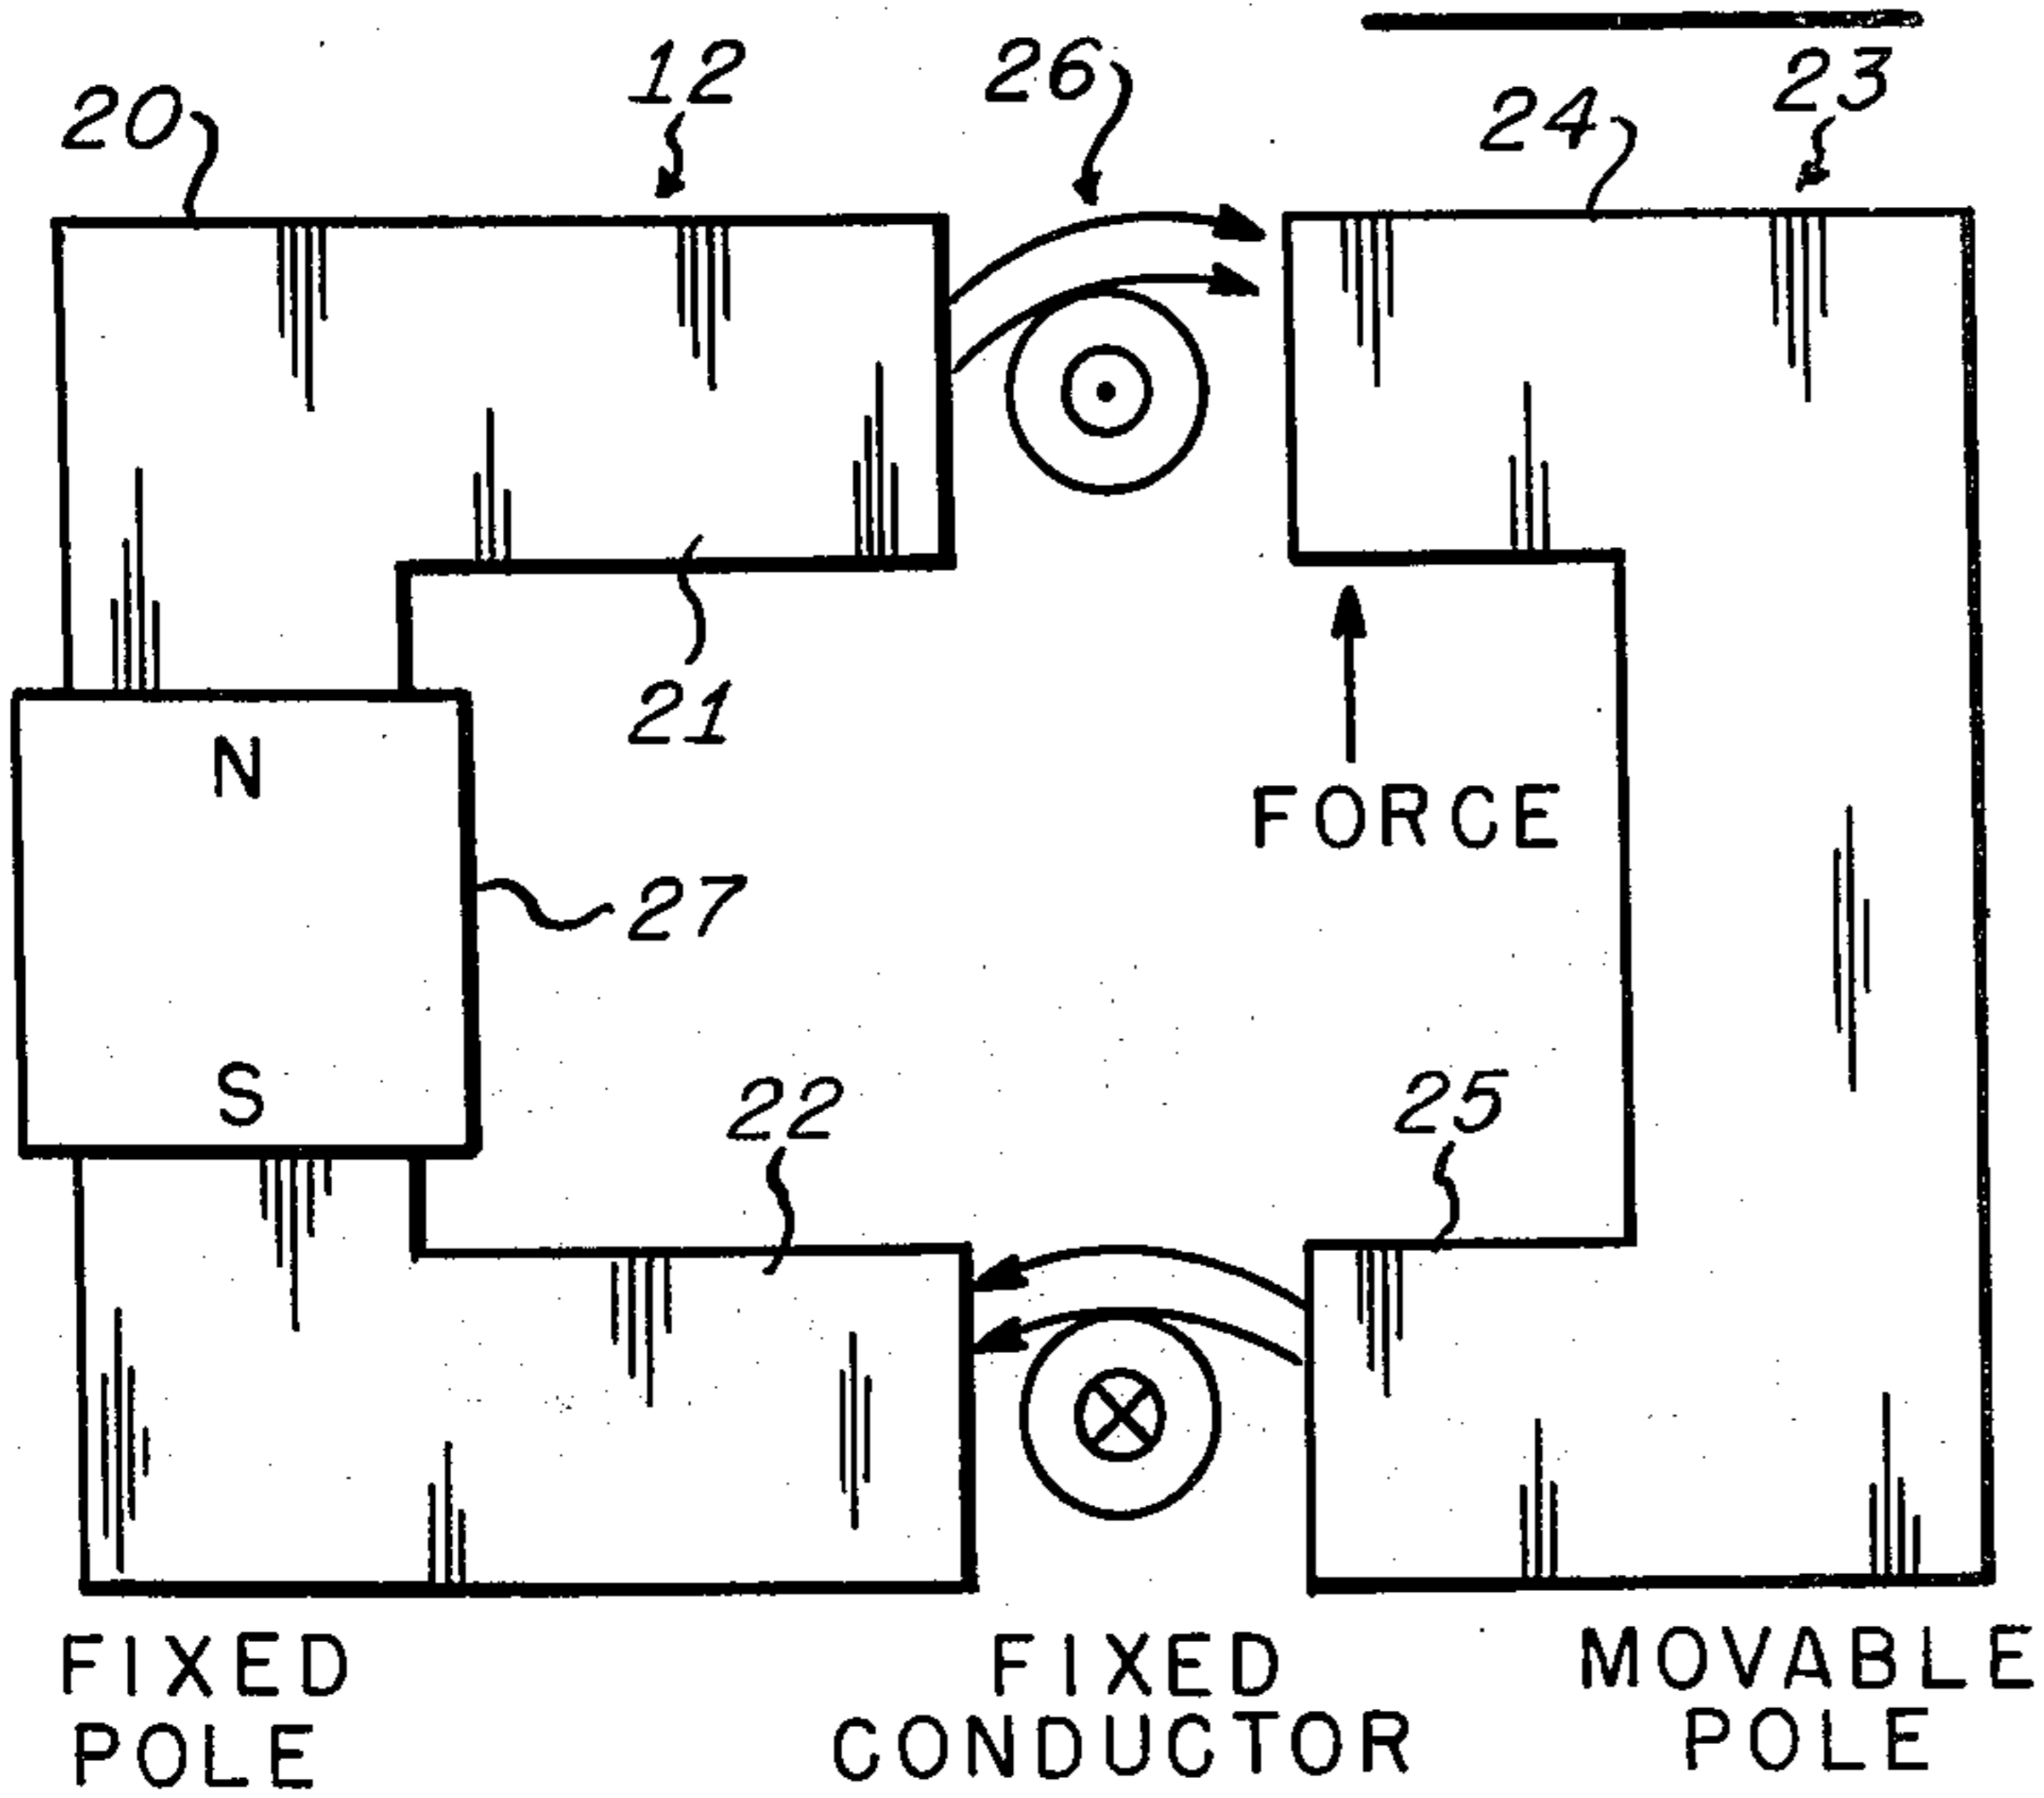 12
26
23
20
24
21
N
FORCE
27
S
22
25
FIXED
POLE
FIXED
CONDUCTOR
MOVABLE
POLE